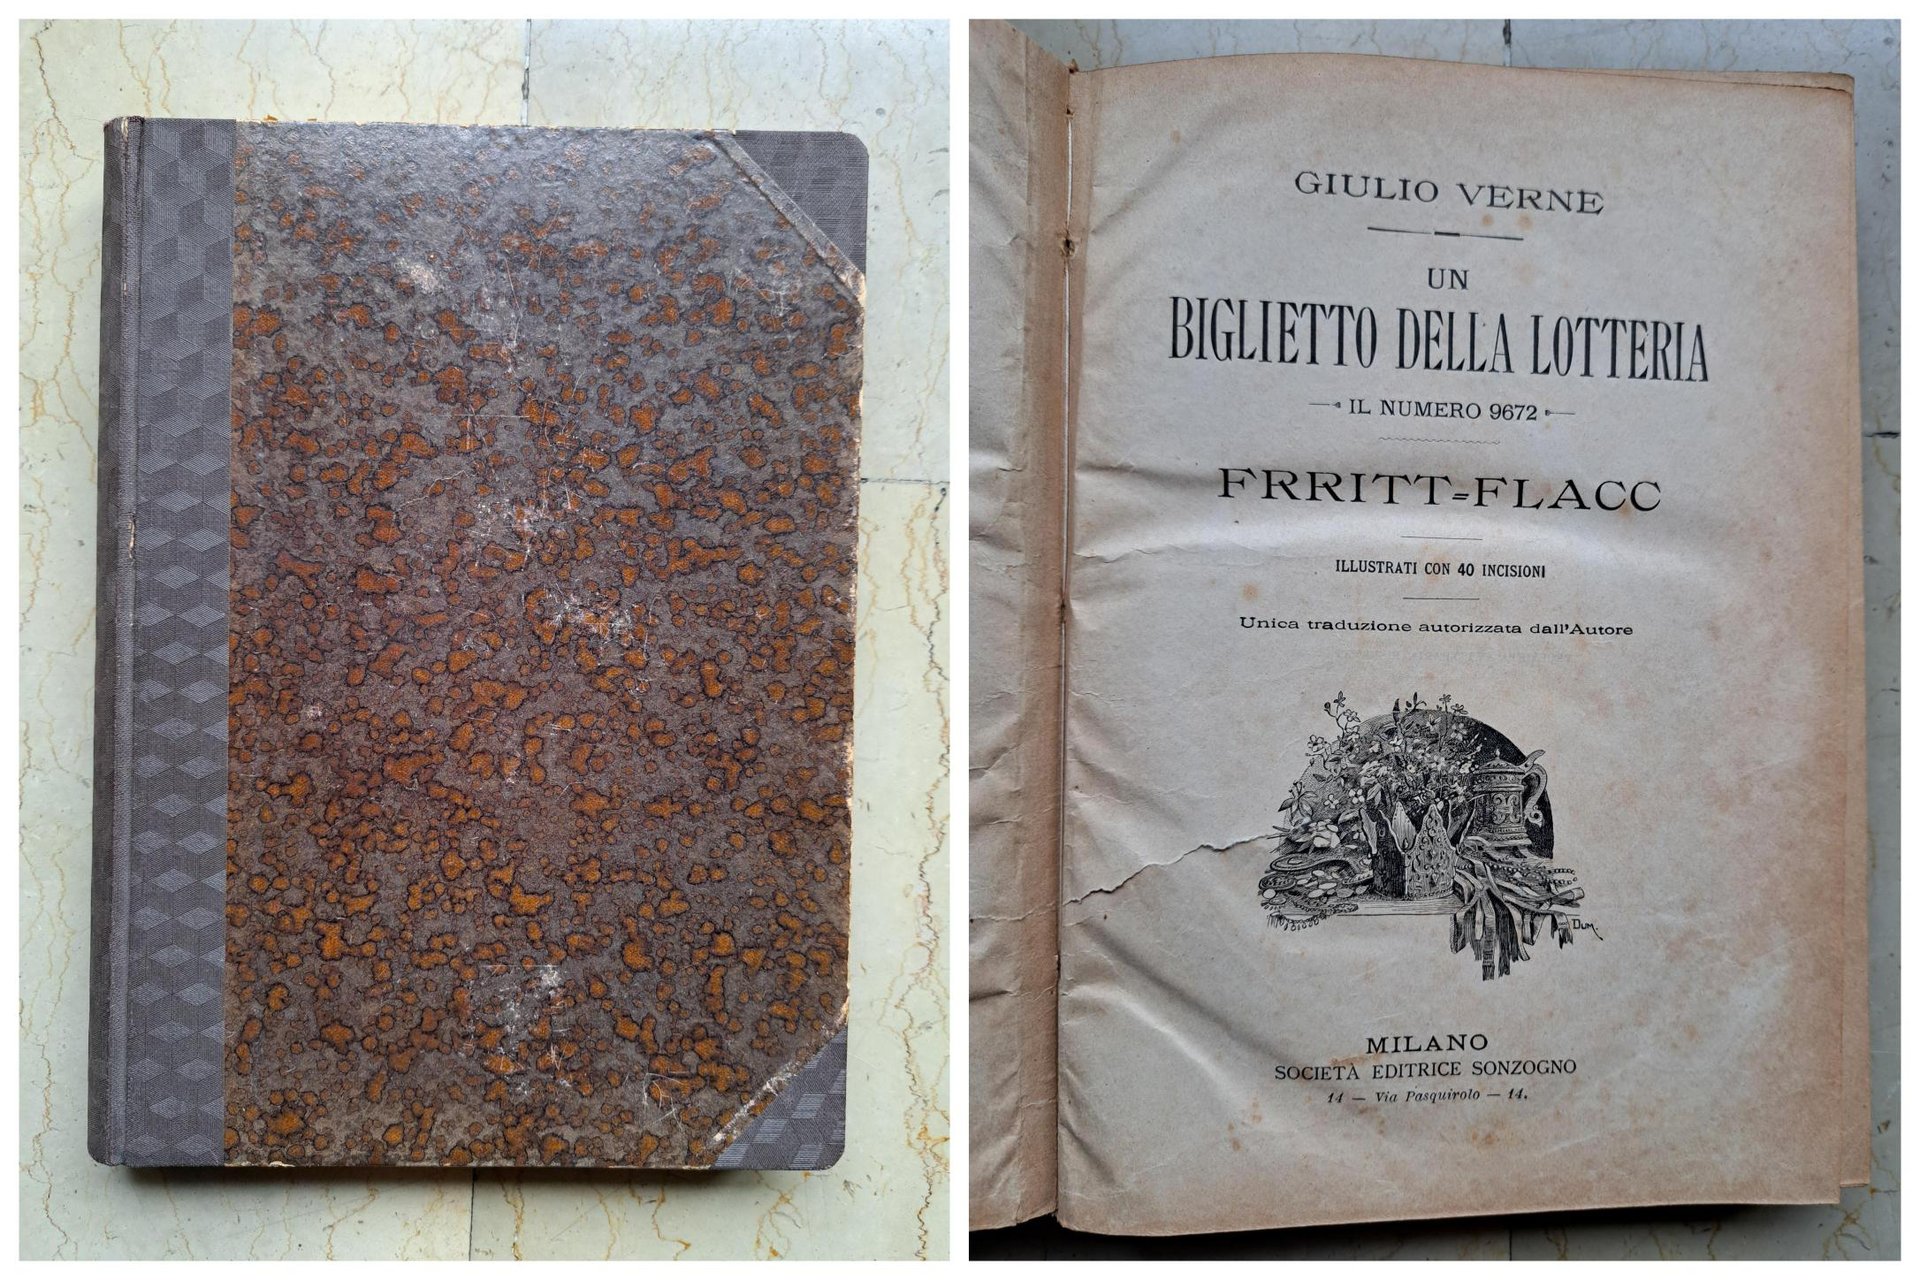 GIULIO VERNE
UN
BIGLIETTO DELLA LOTTERIA
IL NUMERO 9672
FRRITT=FLACC
ILLUSTRATI CON 40 INCISIONI
Unica traduzione autorizzata dall'Autore
DUM.
MILANO
SOCIETÀ EDITRICE SONZOGNO
14 — Via Pasquirolo — 14.